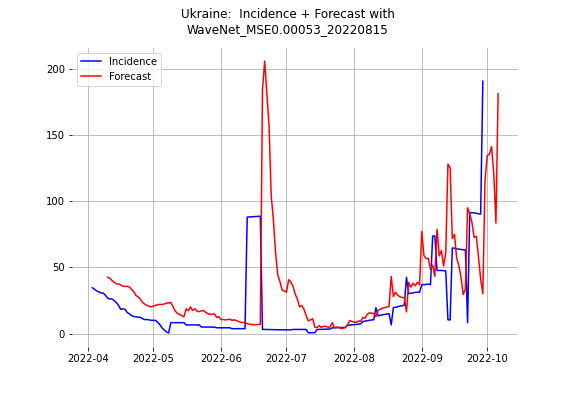 Ukraine:  Incidence + Forecast with
WaveNet_MSE0.00053_20220815
Incidence
Forecast
200
150
100
50
0
2022-04 2022-05 2022-06 2022-07 2022-08 2022-09 2022-10